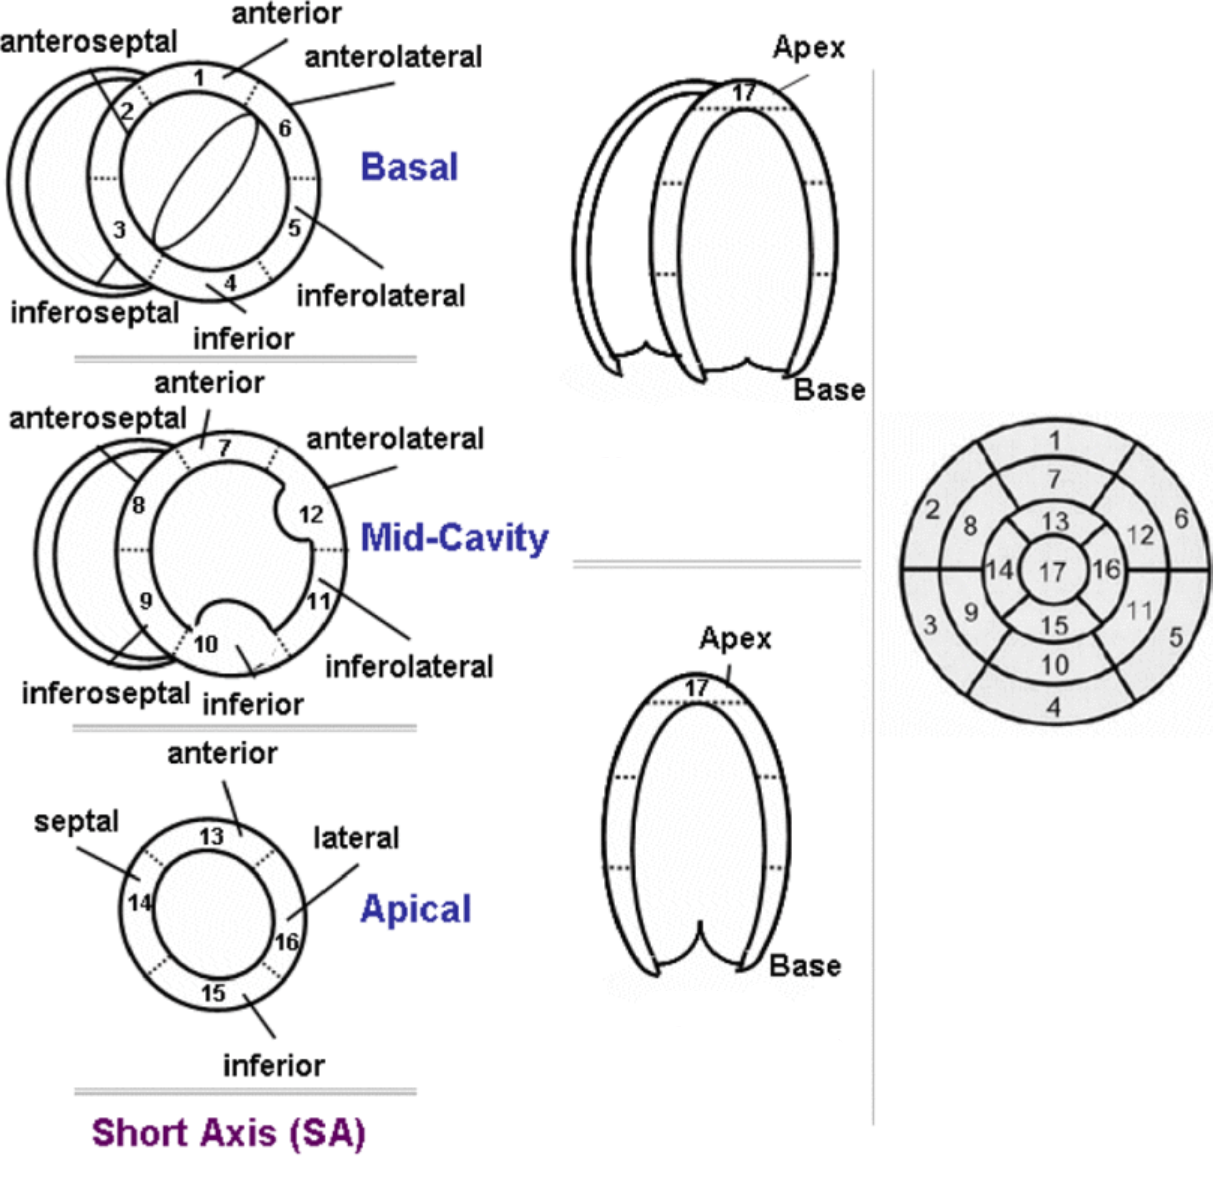 anterior
anteroseptal
anterolateral
1
2
6
Basal
3
5
4
inferolateral
inferoseptal
inferior
anterior
anteroseptal
anterolateral
7
8
12
Mid-Cavity
9
11
10
inferolateral
inferoseptal
inferior
anterior
septal
lateral
13
14
Apical
16
15
inferior
Short Axis (SA)
Apex
17
Base
Apex
17
Base
1
7
2
8
13
12
6
14
17
16
3
9
15
11
5
10
4